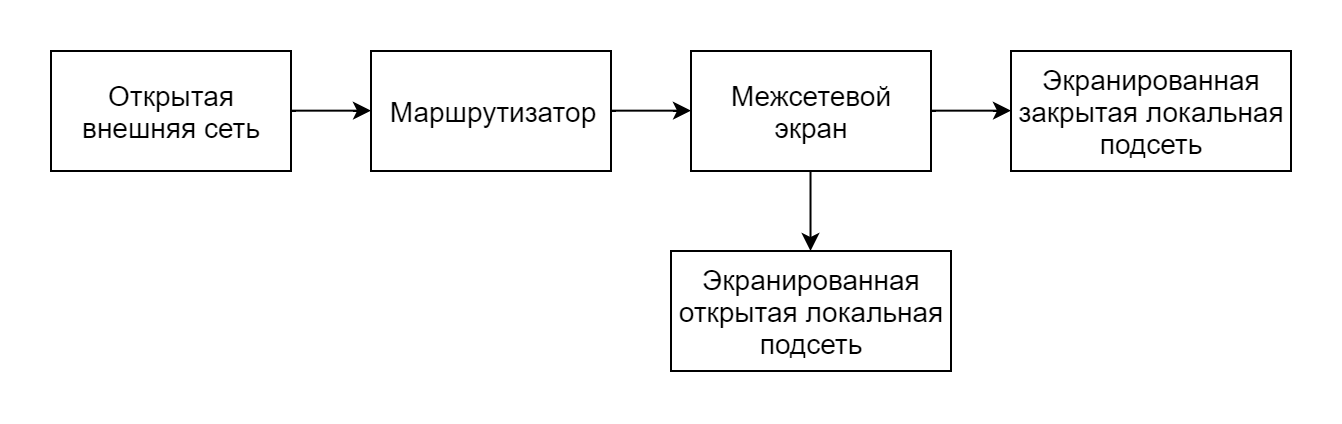 Открытая
внешняя сеть
Маршрутизатор
Межсетевой
экран
Экранированная
закрытая локальная
подсеть
Экранированная
открытая локальная
подсеть